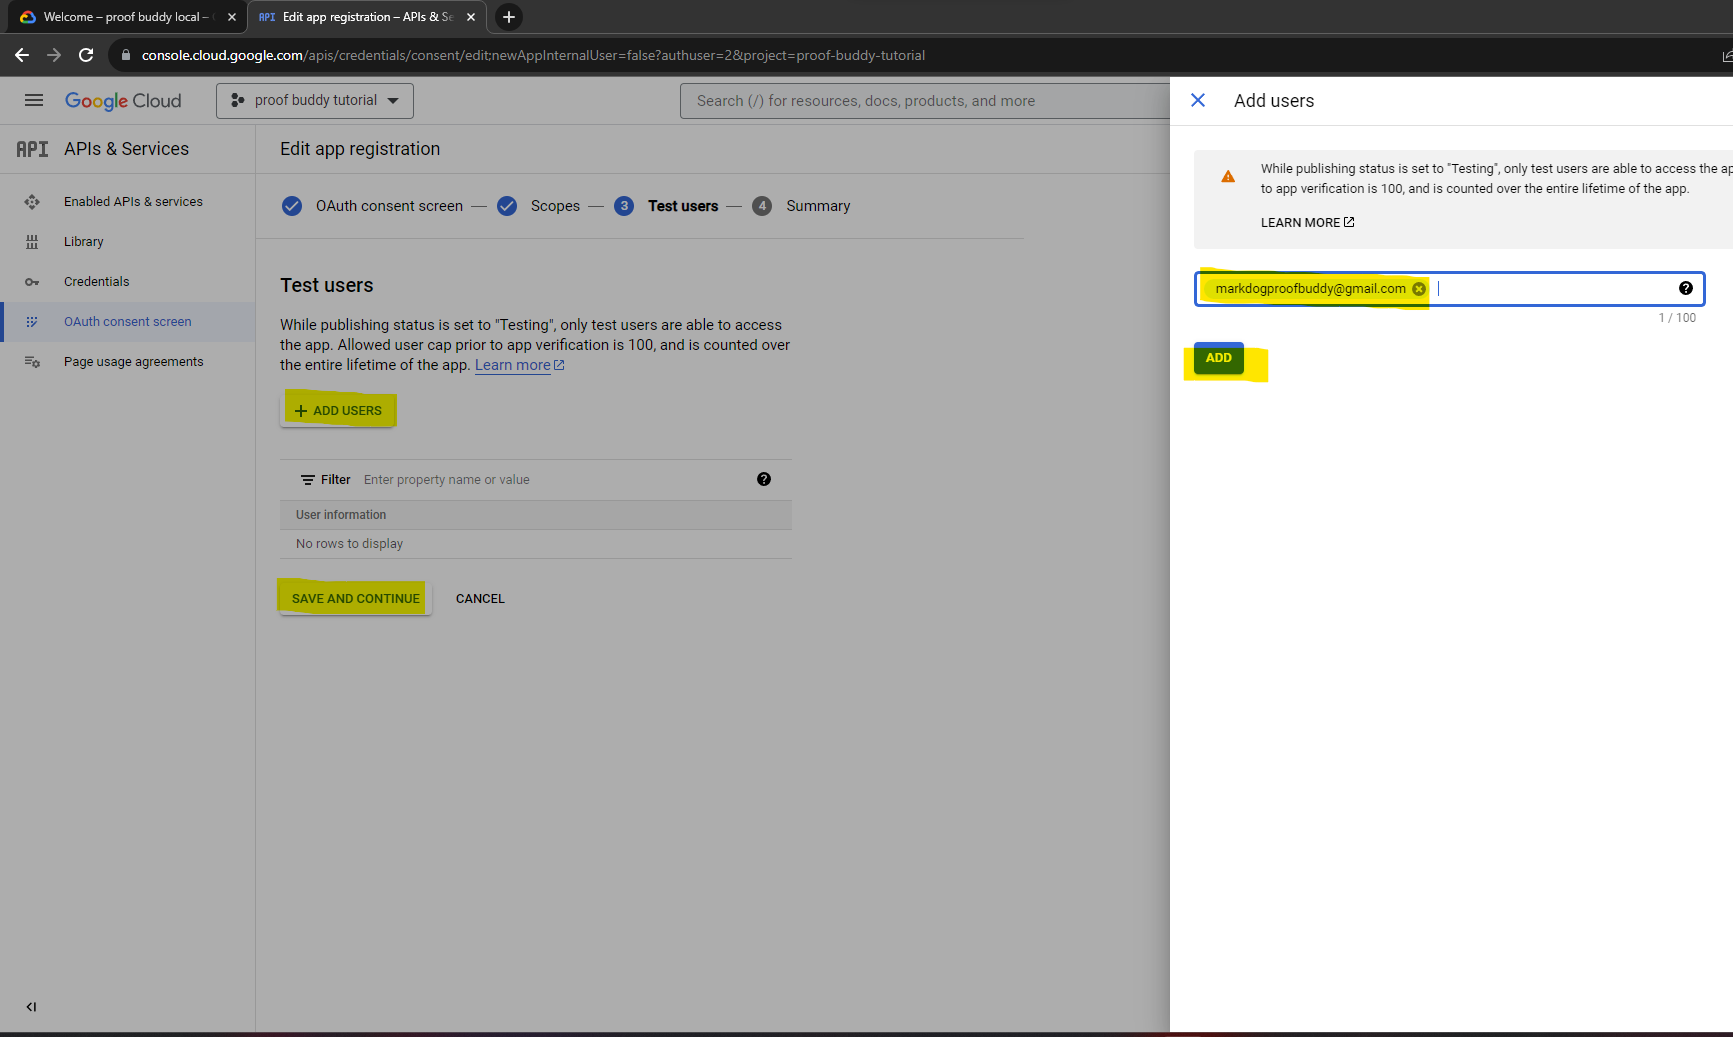 Welcome – proof buddy local –
API Edit app registration – APIs & Se
console.cloud.google.com/apis/credentials/consent/edit;newAppInternalUser=false?authuser=2&project=proof-buddy-tutorial
Google Cloud
proof buddy tutorial
Search (/) for resources, docs, products, and more
API APIs & Services
Enabled APIs & services
Library
Credentials
OAuth consent screen
Page usage agreements
Edit app registration
OAuth consent screen — Scopes — 3 Test users — 4 Summary
Test users
While publishing status is set to "Testing", only test users are able to access
the app. Allowed user cap prior to app verification is 100, and is counted over
the entire lifetime of the app. Learn more
ADD USERS
Filter Enter property name or value
User information
No rows to display
SAVE AND CONTINUE CANCEL
Add users
While publishing status is set to "Testing", only test users are able to access the ap
to app verification is 100, and is counted over the entire lifetime of the app.
LEARN MORE
markdogproofbuddy@gmail.com
1 / 100
ADD